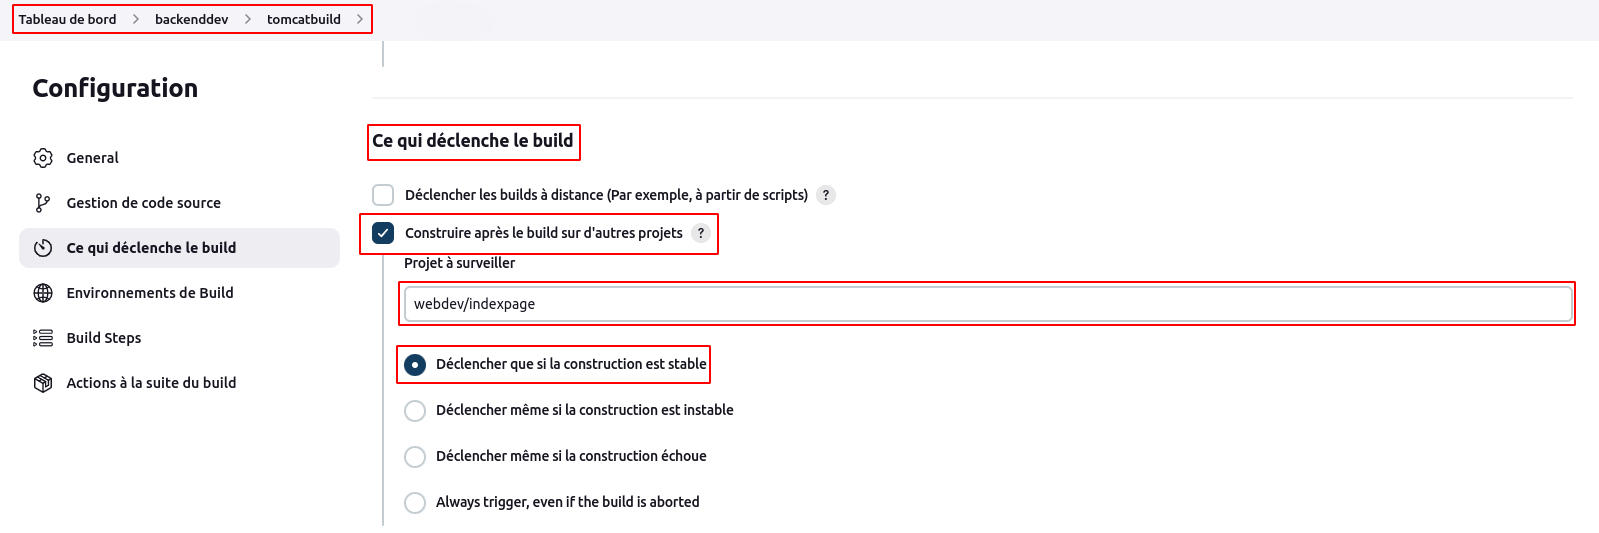 Tableau de bord > backenddev > tomcatbuild >
Configuration
General
Gestion de code source
Ce qui déclenche le build
Environnements de Build
Build Steps
Actions à la suite du build
Ce qui déclenche le build
Déclencher les builds à distance (Par exemple, à partir de scripts) ?
Construire après le build sur d'autres projets ?
Projet à surveiller
webdev/indexpage
Déclencher que si la construction est stable
Déclencher même si la construction est instable
Déclencher même si la construction échoue
Always trigger, even if the build is aborted